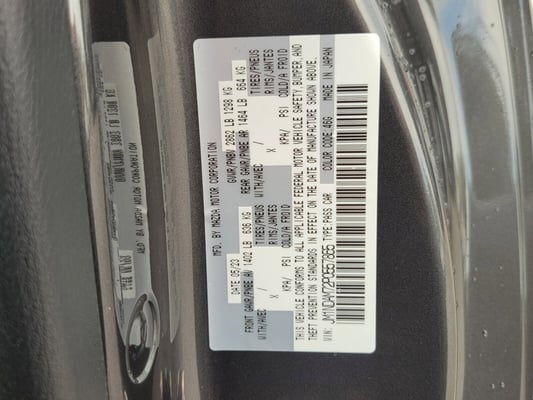 MFD. BY MAZDA MOTOR CORPORATION
DATE 05/23 GVWR/PNBV 2862 LB 1298 KG
FRONT GAWR/PNBE AV 1402 LB 636 KG REAR GAWR/PNBE AR 1464 LB 664 KG
WITH/AVEC TIRES/PNEUS WITH/AVEC TIRES/PNEUS
X RIMS/JANTES X RIMS/JANTES
KPA/ PSI COLD/A FROID KPA/ PSI COLD/A FROID
THIS VEHICLE CONFORMS TO ALL APPLICABLE FEDERAL MOTOR VEHICLE SAFETY, BUMPER, AND
THEFT PREVENTION STANDARDS IN EFFECT ON THE DATE OF MANUFACTURE SHOWN ABOVE.
VIN: TYPE:PASS CAR COLOR CODE:46G MADE IN JAPAN